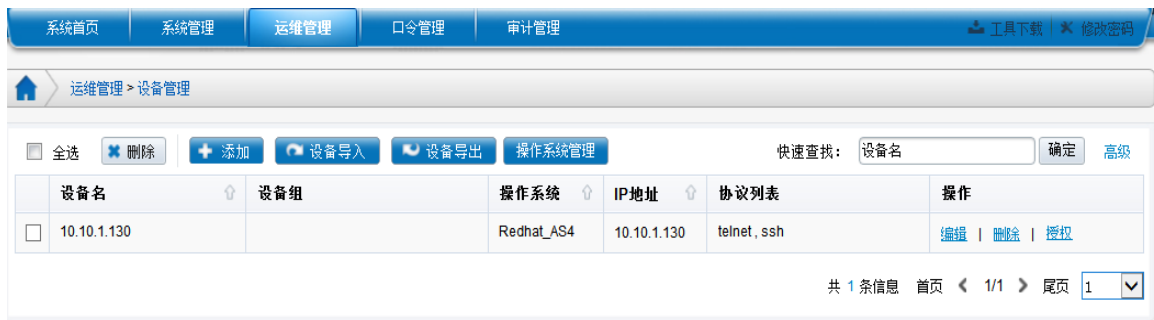 系统首页 系统管理 运维管理 口令管理 审计管理 工具下载 修改密码
运维管理 > 设备管理
全选 删除 添加 设备导入 设备导出 操作系统管理 快速查找： 设备名 确定 高级
设备名 设备组 操作系统 IP地址 协议列表 操作
10.10.1.130 Redhat_AS4 10.10.1.130 telnet , ssh 编辑 | 删除 | 授权
共 1 条信息 首页 1/1 尾页 1